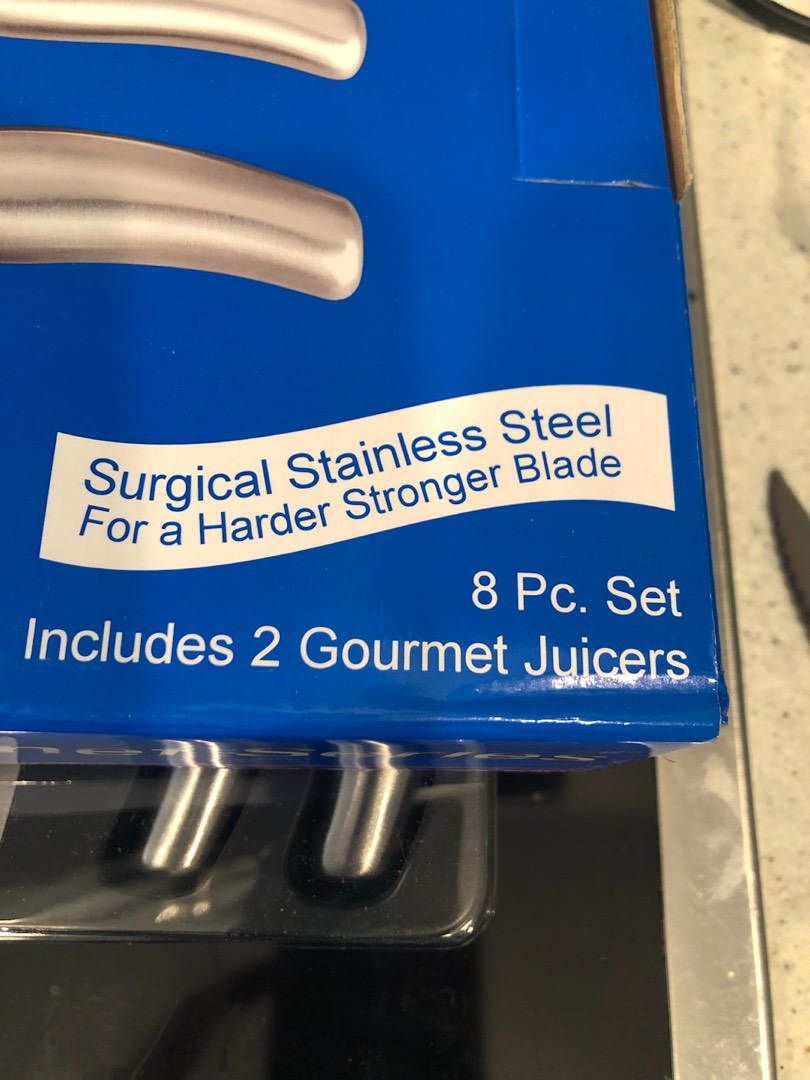 Surgical Stainless Steel
For a Harder Stronger Blade
8 Pc. Set
Includes 2 Gourmet Juicers